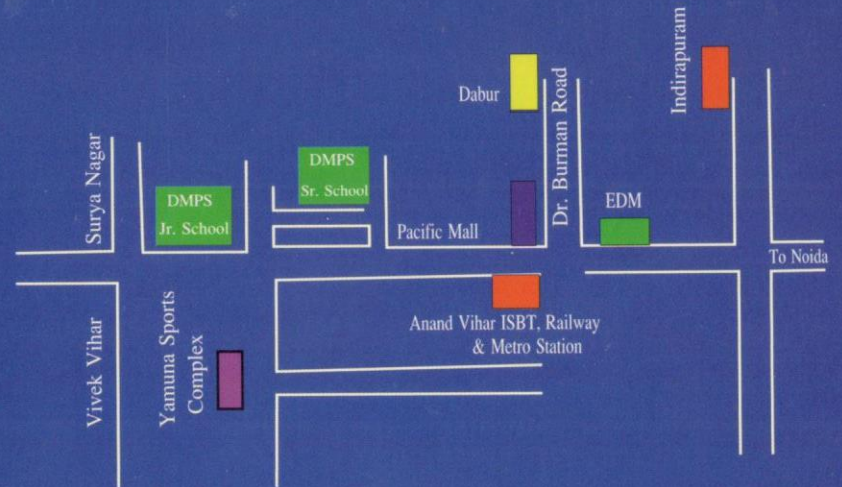 Indirapuram
Dabur
Dr. Burman Road
Surya Nagar
DMPS
Sr. School
DMPS
Jr. School
EDM
Pacific Mall
To Noida
Vivek Vihar
Yamuna Sports
Complex
Anand Vihar ISBT, Railway
& Metro Station